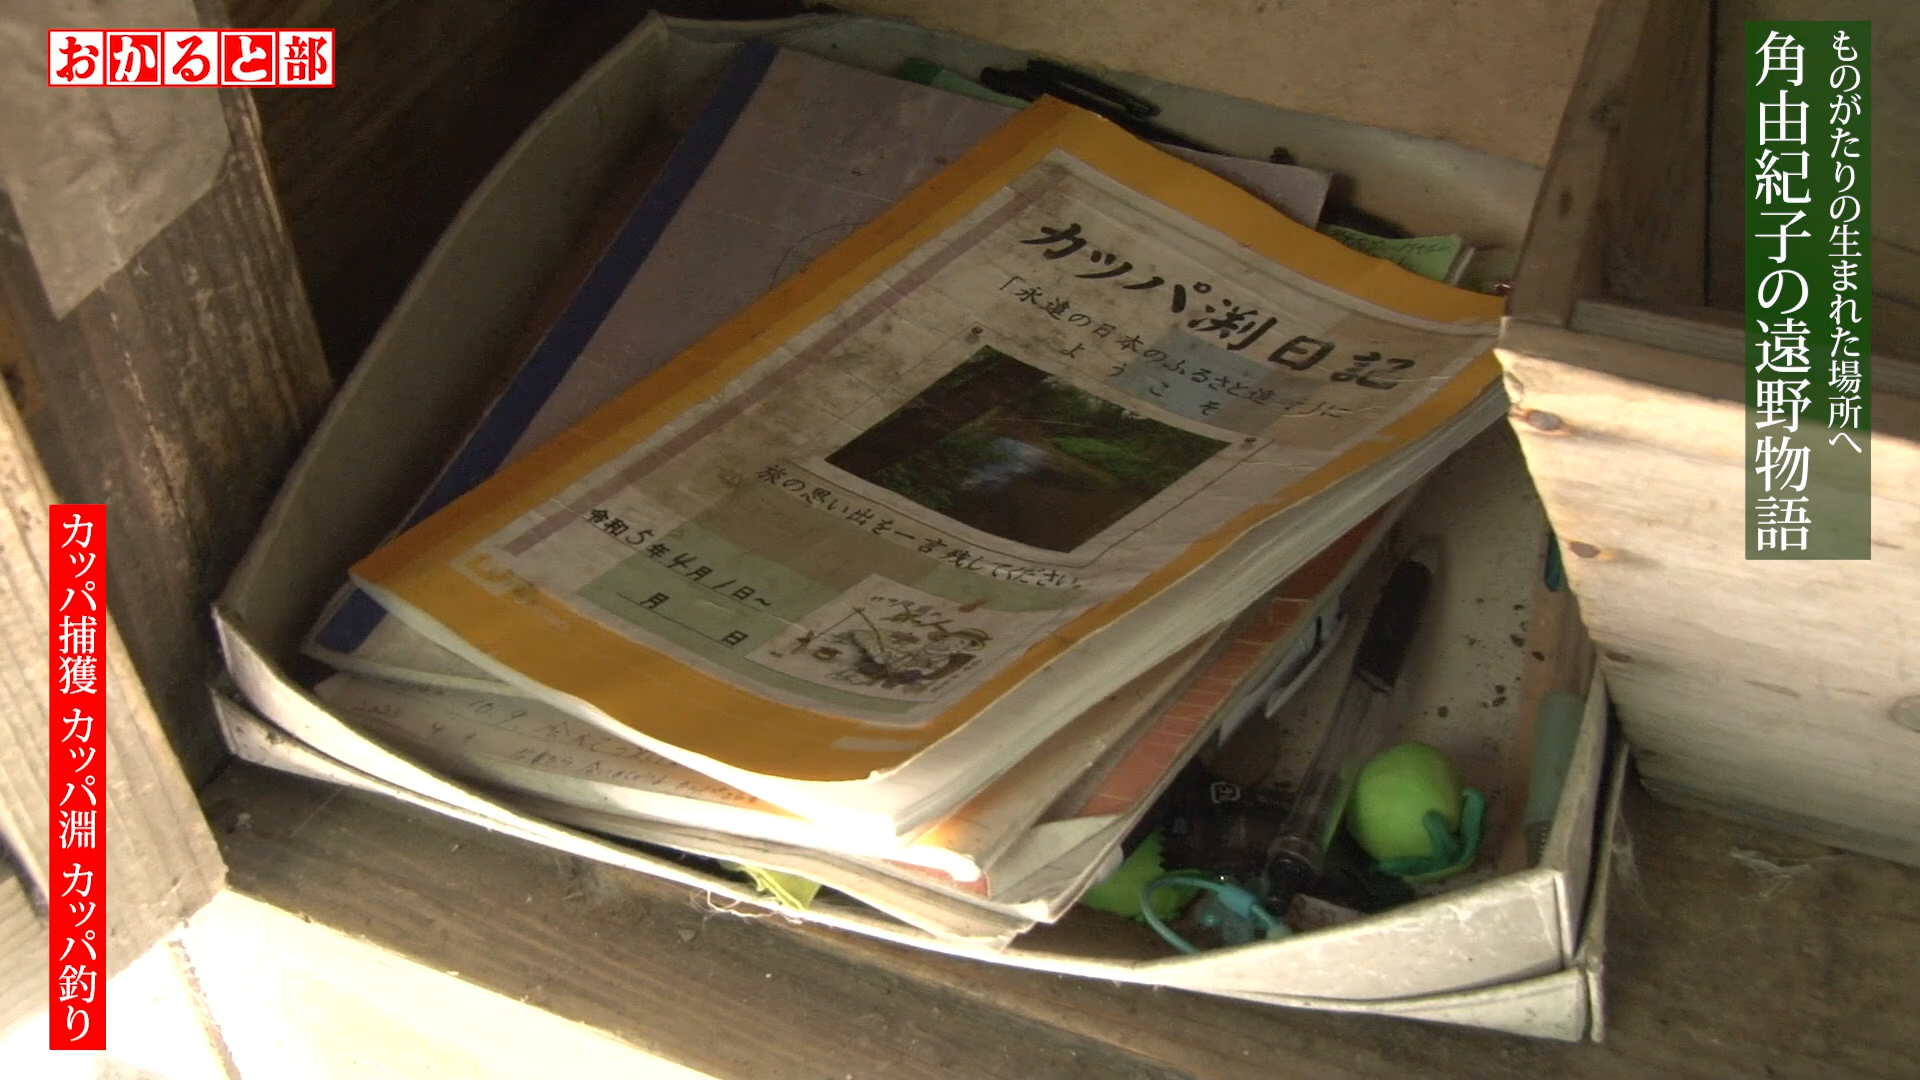 おかると部
ものがたりの生まれた場所へ
角由紀子の遠野物語
カッパ捕獲 カッパ淵 カッパ釣り
カッパ渕日記
「永遠の日本のふるさと遠野」に
ようこそ
旅の思い出を一言残してください。
令和5年4月1日~
月 日
10.9